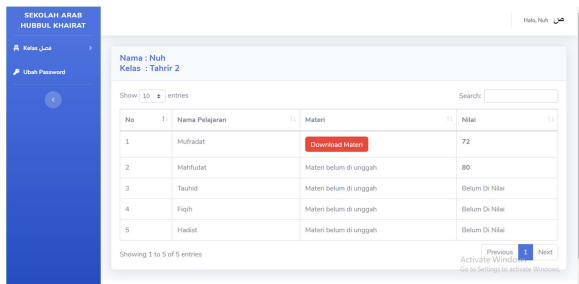 SEKOLAH ARAB
HUBBUL KHAIRAT
Kelas فصل
Ubah Password
Halo, Nuh ص
Nama : Nuh
Kelas : Tahrir 2
Show 10 entries
Search:
No Nama Pelajaran Materi Nilai
1 Mufradat Download Materi 72
2 Mahfudat Materi belum di unggah 80
3 Tauhid Materi belum di unggah Belum Di Nilai
4 Fiqih Materi belum di unggah Belum Di Nilai
5 Hadist Materi belum di unggah Belum Di Nilai
Showing 1 to 5 of 5 entries
Previous 1 Next
Activate Windows
Go to Settings to activate Windows.